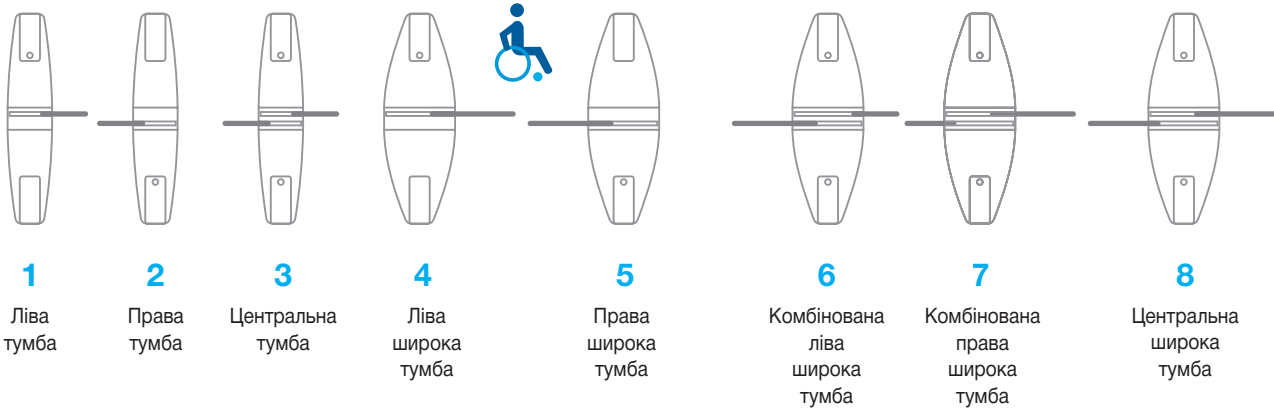 1
Ліва
тумба
2
Права
тумба
3
Центральна
тумба
4
Ліва
широка
тумба
5
Права
широка
тумба
6
Комбінована
ліва
широка
тумба
7
Комбінована
права
широка
тумба
8
Центральна
широка
тумба